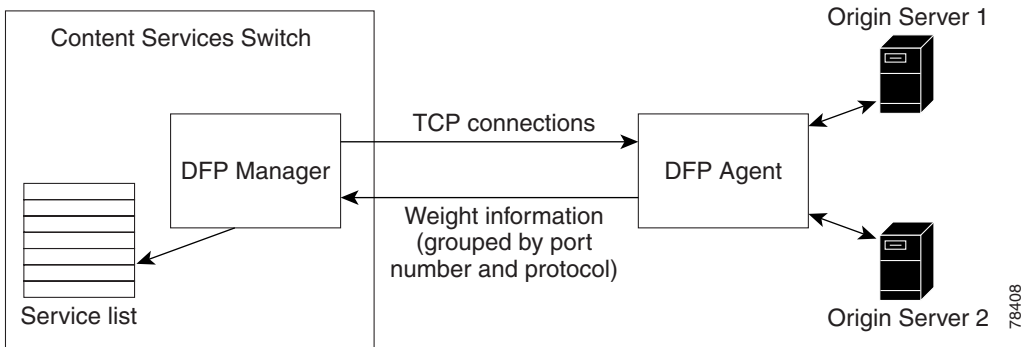 Content Services Switch
Origin Server 1
TCP connections
DFP Manager
DFP Agent
Weight information
(grouped by port
number and protocol)
Service list
Origin Server 2
78408